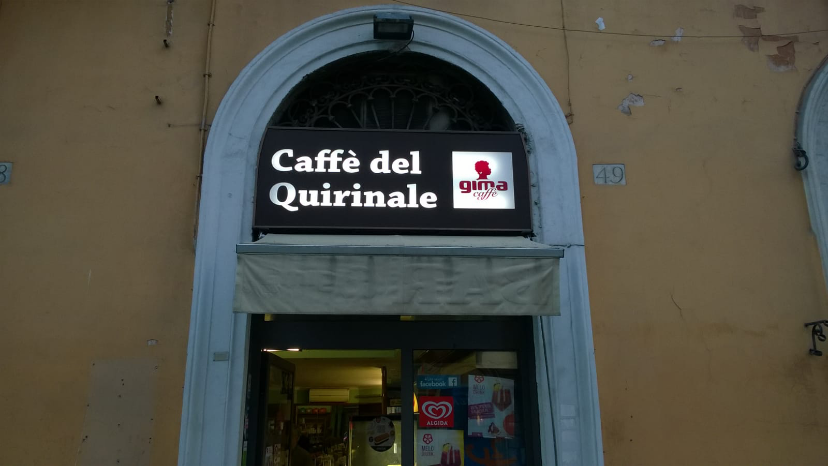 Caffè del
Quirinale
gima
caffè
49
facebook
ALGIDA